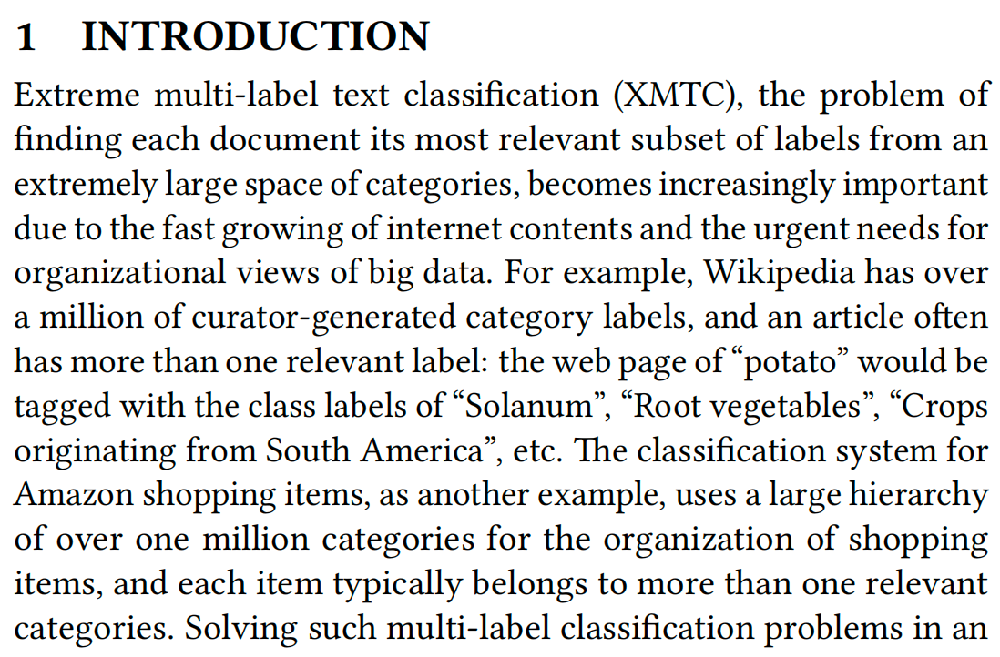 1 INTRODUCTION
Extreme multi-label text classification (XMTC), the problem of
finding each document its most relevant subset of labels from an
extremely large space of categories, becomes increasingly important
due to the fast growing of internet contents and the urgent needs for
organizational views of big data. For example, Wikipedia has over
a million of curator-generated category labels, and an article often
has more than one relevant label: the web page of “potato” would be
tagged with the class labels of “Solanum”, “Root vegetables”, “Crops
originating from South America”, etc. The classification system for
Amazon shopping items, as another example, uses a large hierarchy
of over one million categories for the organization of shopping
items, and each item typically belongs to more than one relevant
categories. Solving such multi-label classification problems in an